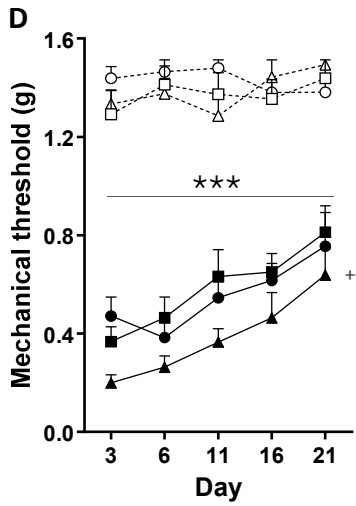 D
Mechanical threshold (g)
1.6
1.2
0.8
0.4
0.0
***
+
3 6 11 16 21
Day